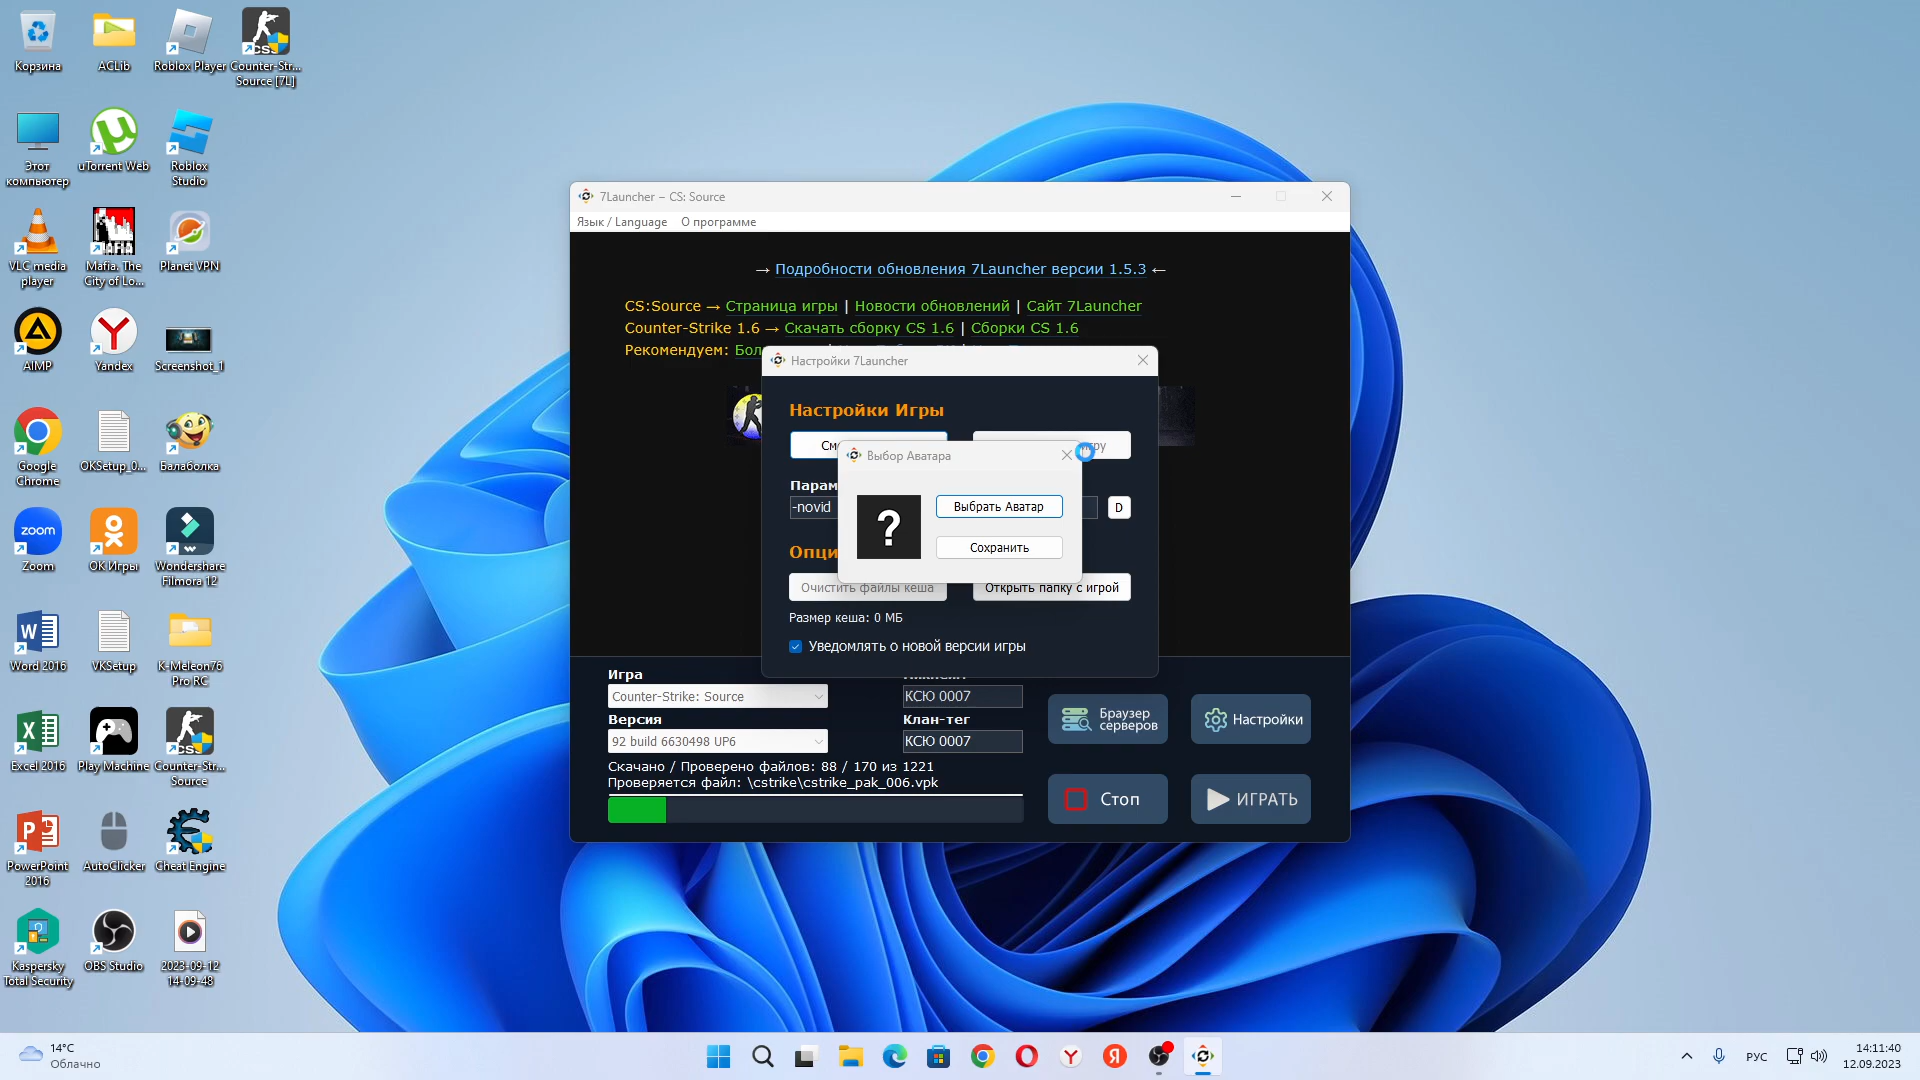 Корзина
ACLib
Roblox Player
Counter-Str...
Source [7L]
Этот
компьютер
uTorrent Web
Roblox
Studio
VLC media
player
Mafia. The
City of Lo...
Planet VPN
AIMP
Yandex
Screenshot_1
Google
Chrome
OKSetup_0...
Балаболка
Zoom
ОК Игры
Wondershare
Filmora 12
Word 2016
VKSetup
K-Meleon76
Pro RC
Excel 2016
Play Machine
Counter-Str...
Source
PowerPoint
2016
AutoClicker
Cheat Engine
Kaspersky
Total Security
OBS Studio
2023-09-12
14-09-48
7Launcher – CS: Source
Язык / Language О программе
→ Подробности обновления 7Launcher версии 1.5.3 ←
CS:Source → Страница игры | Новости обновлений | Сайт 7Launcher
Counter-Strike 1.6 → Скачать сборку CS 1.6 | Сборки CS 1.6
Рекомендуем: Бол
Настройки 7Launcher
Настройки Игры
См
гру
Выбор Аватара
Парам
-novid
D
?
Выбрать Аватар
Сохранить
Опци
Очистить файлы кеша
Открыть папку с игрой
Размер кеша: 0 МБ
Уведомлять о новой версии игры
Игра
Counter-Strike: Source
КСЮ 0007
Версия
Клан-тег
92 build 6630498 UP6
КСЮ 0007
Скачано / Проверено файлов: 88 / 170 из 1221
Проверяется файл: \cstrike\cstrike_pak_006.vpk
Браузер
серверов
Настройки
Стоп
ИГРАТЬ
14°C
Облачно
РУС
14:11:40
12.09.2023